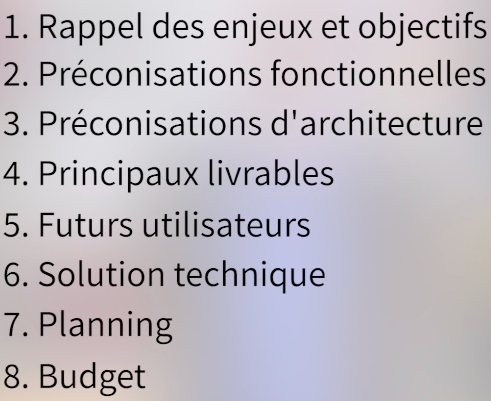 1. Rappel des enjeux et objectifs
2. Préconisations fonctionnelles
3. Préconisations d'architecture
4. Principaux livrables
5. Futurs utilisateurs
6. Solution technique
7. Planning
8. Budget